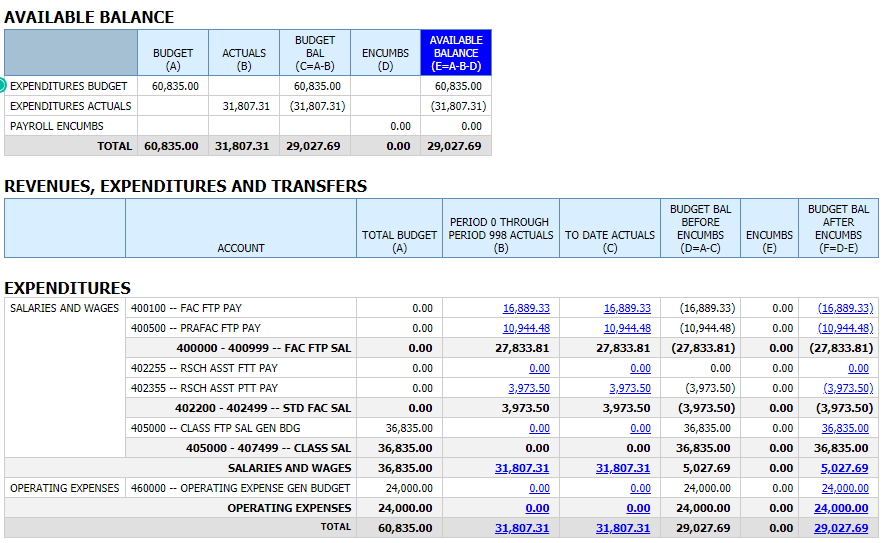 AVAILABLE BALANCE
BUDGET (A) ACTUALS (B) BUDGET BAL (C=A-B) ENCUMBS (D) AVAILABLE BALANCE (E=A-B-D)
EXPENDITURES BUDGET 60,835.00 60,835.00 60,835.00
EXPENDITURES ACTUALS 31,807.31 (31,807.31) (31,807.31)
PAYROLL ENCUMBS 0.00 0.00
TOTAL 60,835.00 31,807.31 29,027.69 0.00 29,027.69
REVENUES, EXPENDITURES AND TRANSFERS
ACCOUNT TOTAL BUDGET (A) PERIOD 0 THROUGH PERIOD 998 ACTUALS (B) TO DATE ACTUALS (C) BUDGET BAL BEFORE ENCUMBS (D=A-C) ENCUMBS (E) BUDGET BAL AFTER ENCUMBS (F=D-E)
EXPENDITURES
SALARIES AND WAGES 400100 -- FAC FTP PAY 0.00 16,889.33 16,889.33 (16,889.33) 0.00 (16,889.33)
400500 -- PRAFAC FTP PAY 0.00 10,944.48 10,944.48 (10,944.48) 0.00 (10,944.48)
400000 - 400999 -- FAC FTP SAL 0.00 27,833.81 27,833.81 (27,833.81) 0.00 (27,833.81)
402255 -- RSCH ASST FTT PAY 0.00 0.00 0.00 0.00 0.00 0.00
402355 -- RSCH ASST PTT PAY 0.00 3,973.50 3,973.50 (3,973.50) 0.00 (3,973.50)
402200 - 402499 -- STD FAC SAL 0.00 3,973.50 3,973.50 (3,973.50) 0.00 (3,973.50)
405000 -- CLASS FTP SAL GEN BDG 36,835.00 0.00 0.00 36,835.00 0.00 36,835.00
405000 - 407499 -- CLASS SAL 36,835.00 0.00 0.00 36,835.00 0.00 36,835.00
SALARIES AND WAGES 36,835.00 31,807.31 31,807.31 5,027.69 0.00 5,027.69
OPERATING EXPENSES 460000 -- OPERATING EXPENSE GEN BUDGET 24,000.00 0.00 0.00 24,000.00 0.00 24,000.00
OPERATING EXPENSES 24,000.00 0.00 0.00 24,000.00 0.00 24,000.00
TOTAL 60,835.00 31,807.31 31,807.31 29,027.69 0.00 29,027.69